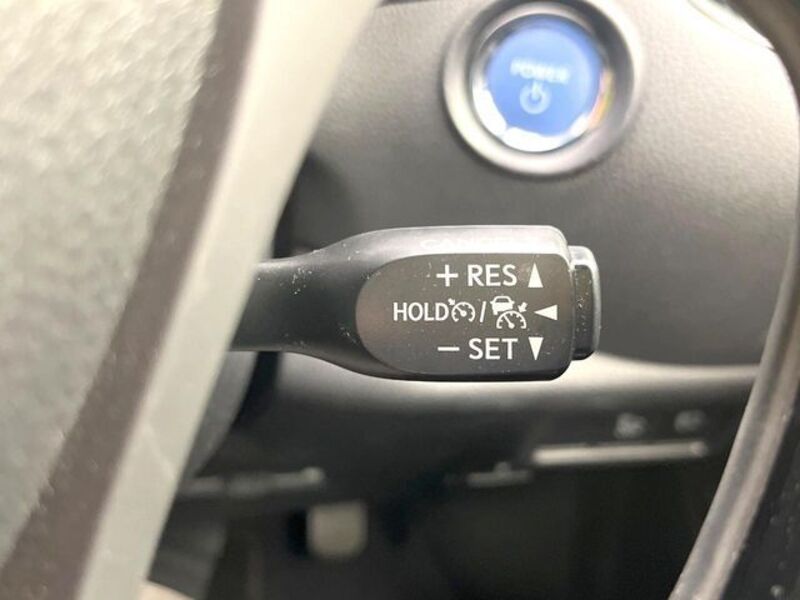 POWER
+ RES ▲
HOLD / ◀
− SET ▼